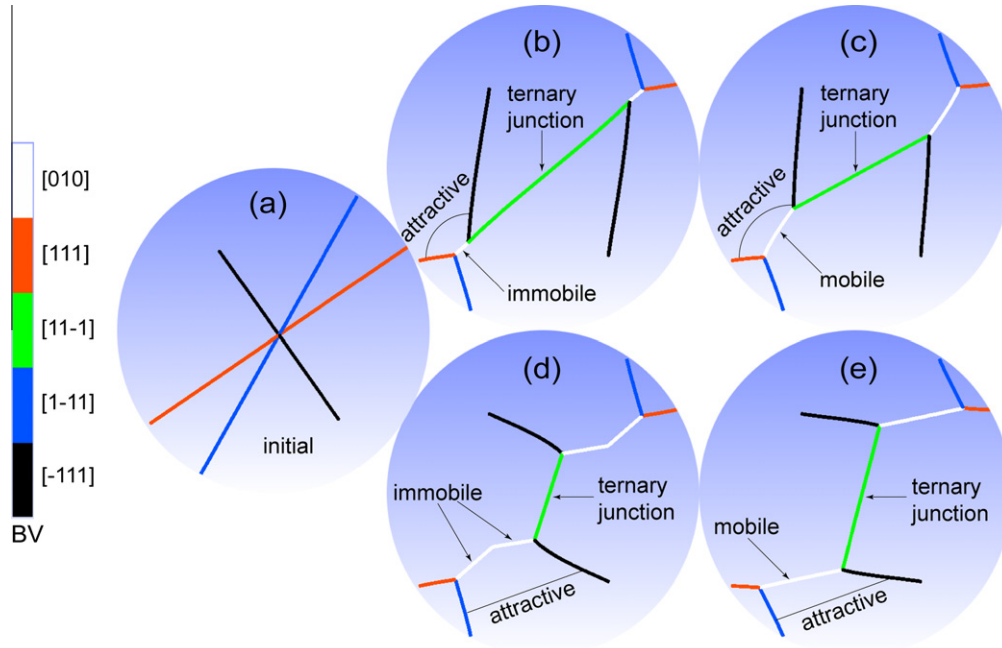 [010]
[111]
[11-1]
[1-11]
[-111]
BV
(a)
initial
(b)
ternary
junction
attractive
immobile
(c)
ternary
junction
attractive
mobile
(d)
immobile
ternary
junction
attractive
(e)
ternary
junction
mobile
attractive